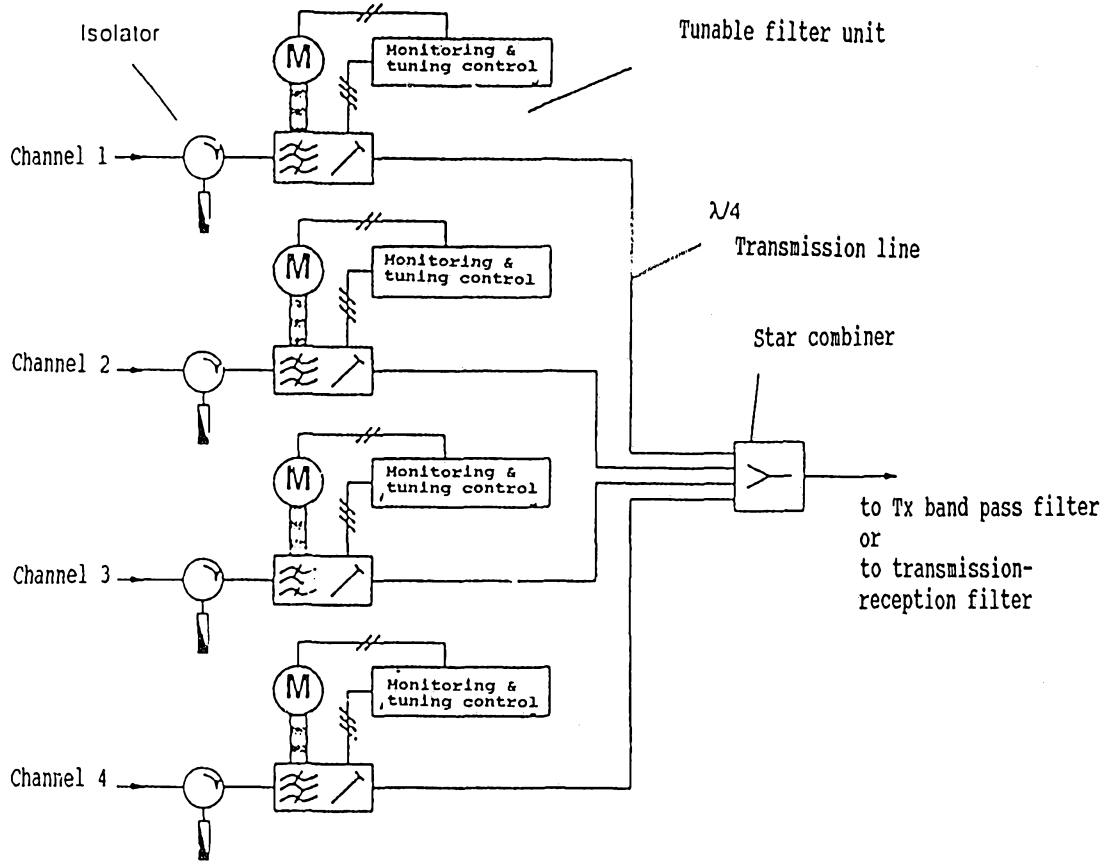 Isolator
Tunable filter unit
M
Monitoring &
tuning control
Channel 1
λ/4
Transmission line
M
Monitoring &
tuning control
Star combiner
Channel 2
M
Monitoring &
tuning control
to Tx band pass filter
or
to transmission-
reception filter
Channel 3
M
Monitoring &
tuning control
Channel 4